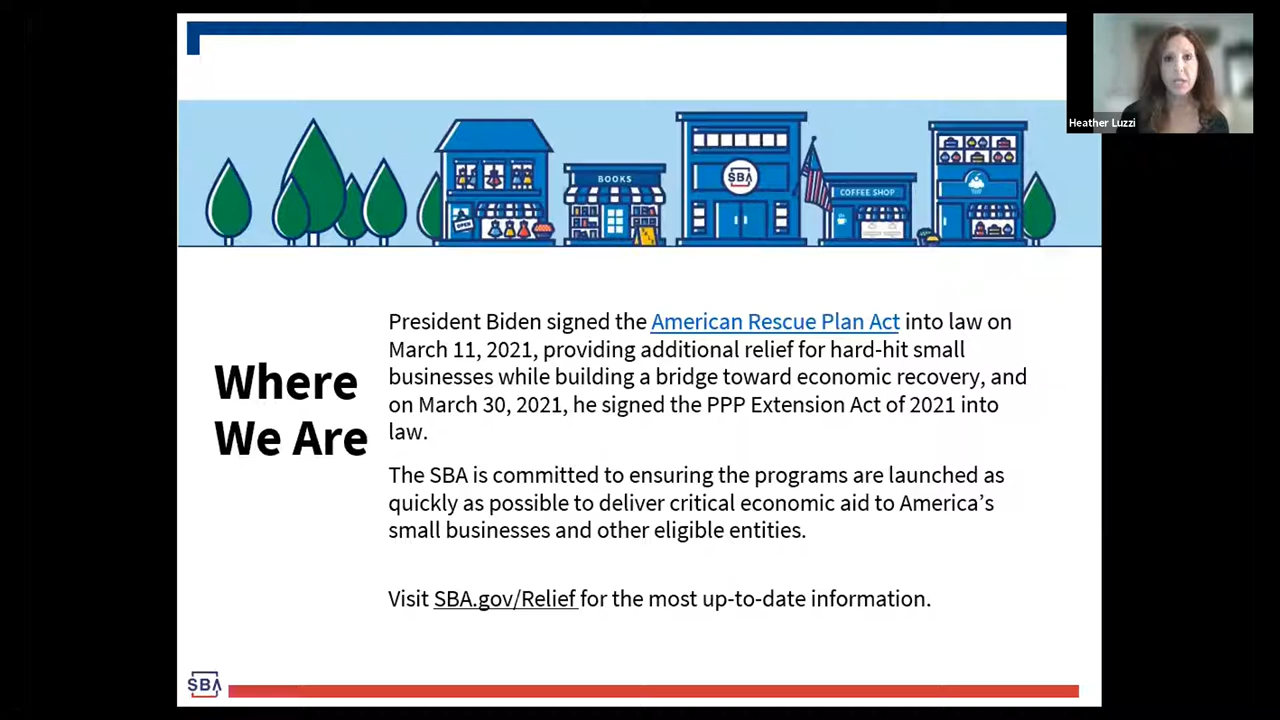 Heather Luzzi
BOOKS
SBA
COFFEE SHOP
OPEN
Where
We Are
President Biden signed the American Rescue Plan Act into law on
March 11, 2021, providing additional relief for hard-hit small
businesses while building a bridge toward economic recovery, and
on March 30, 2021, he signed the PPP Extension Act of 2021 into
law.
The SBA is committed to ensuring the programs are launched as
quickly as possible to deliver critical economic aid to America’s
small businesses and other eligible entities.
Visit SBA.gov/Relief for the most up-to-date information.
SBA